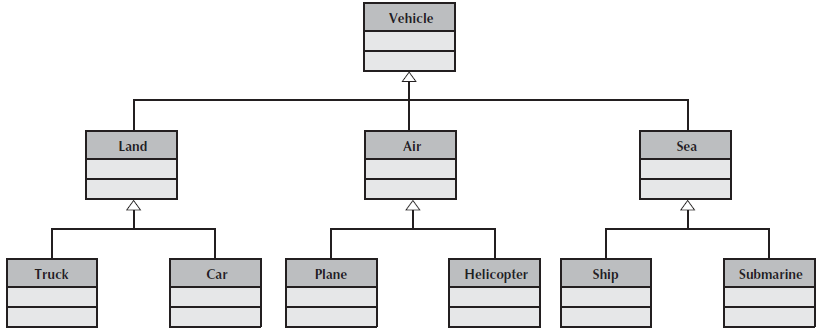 Vehicle
Land
Air
Sea
Truck
Car
Plane
Helicopter
Ship
Submarine